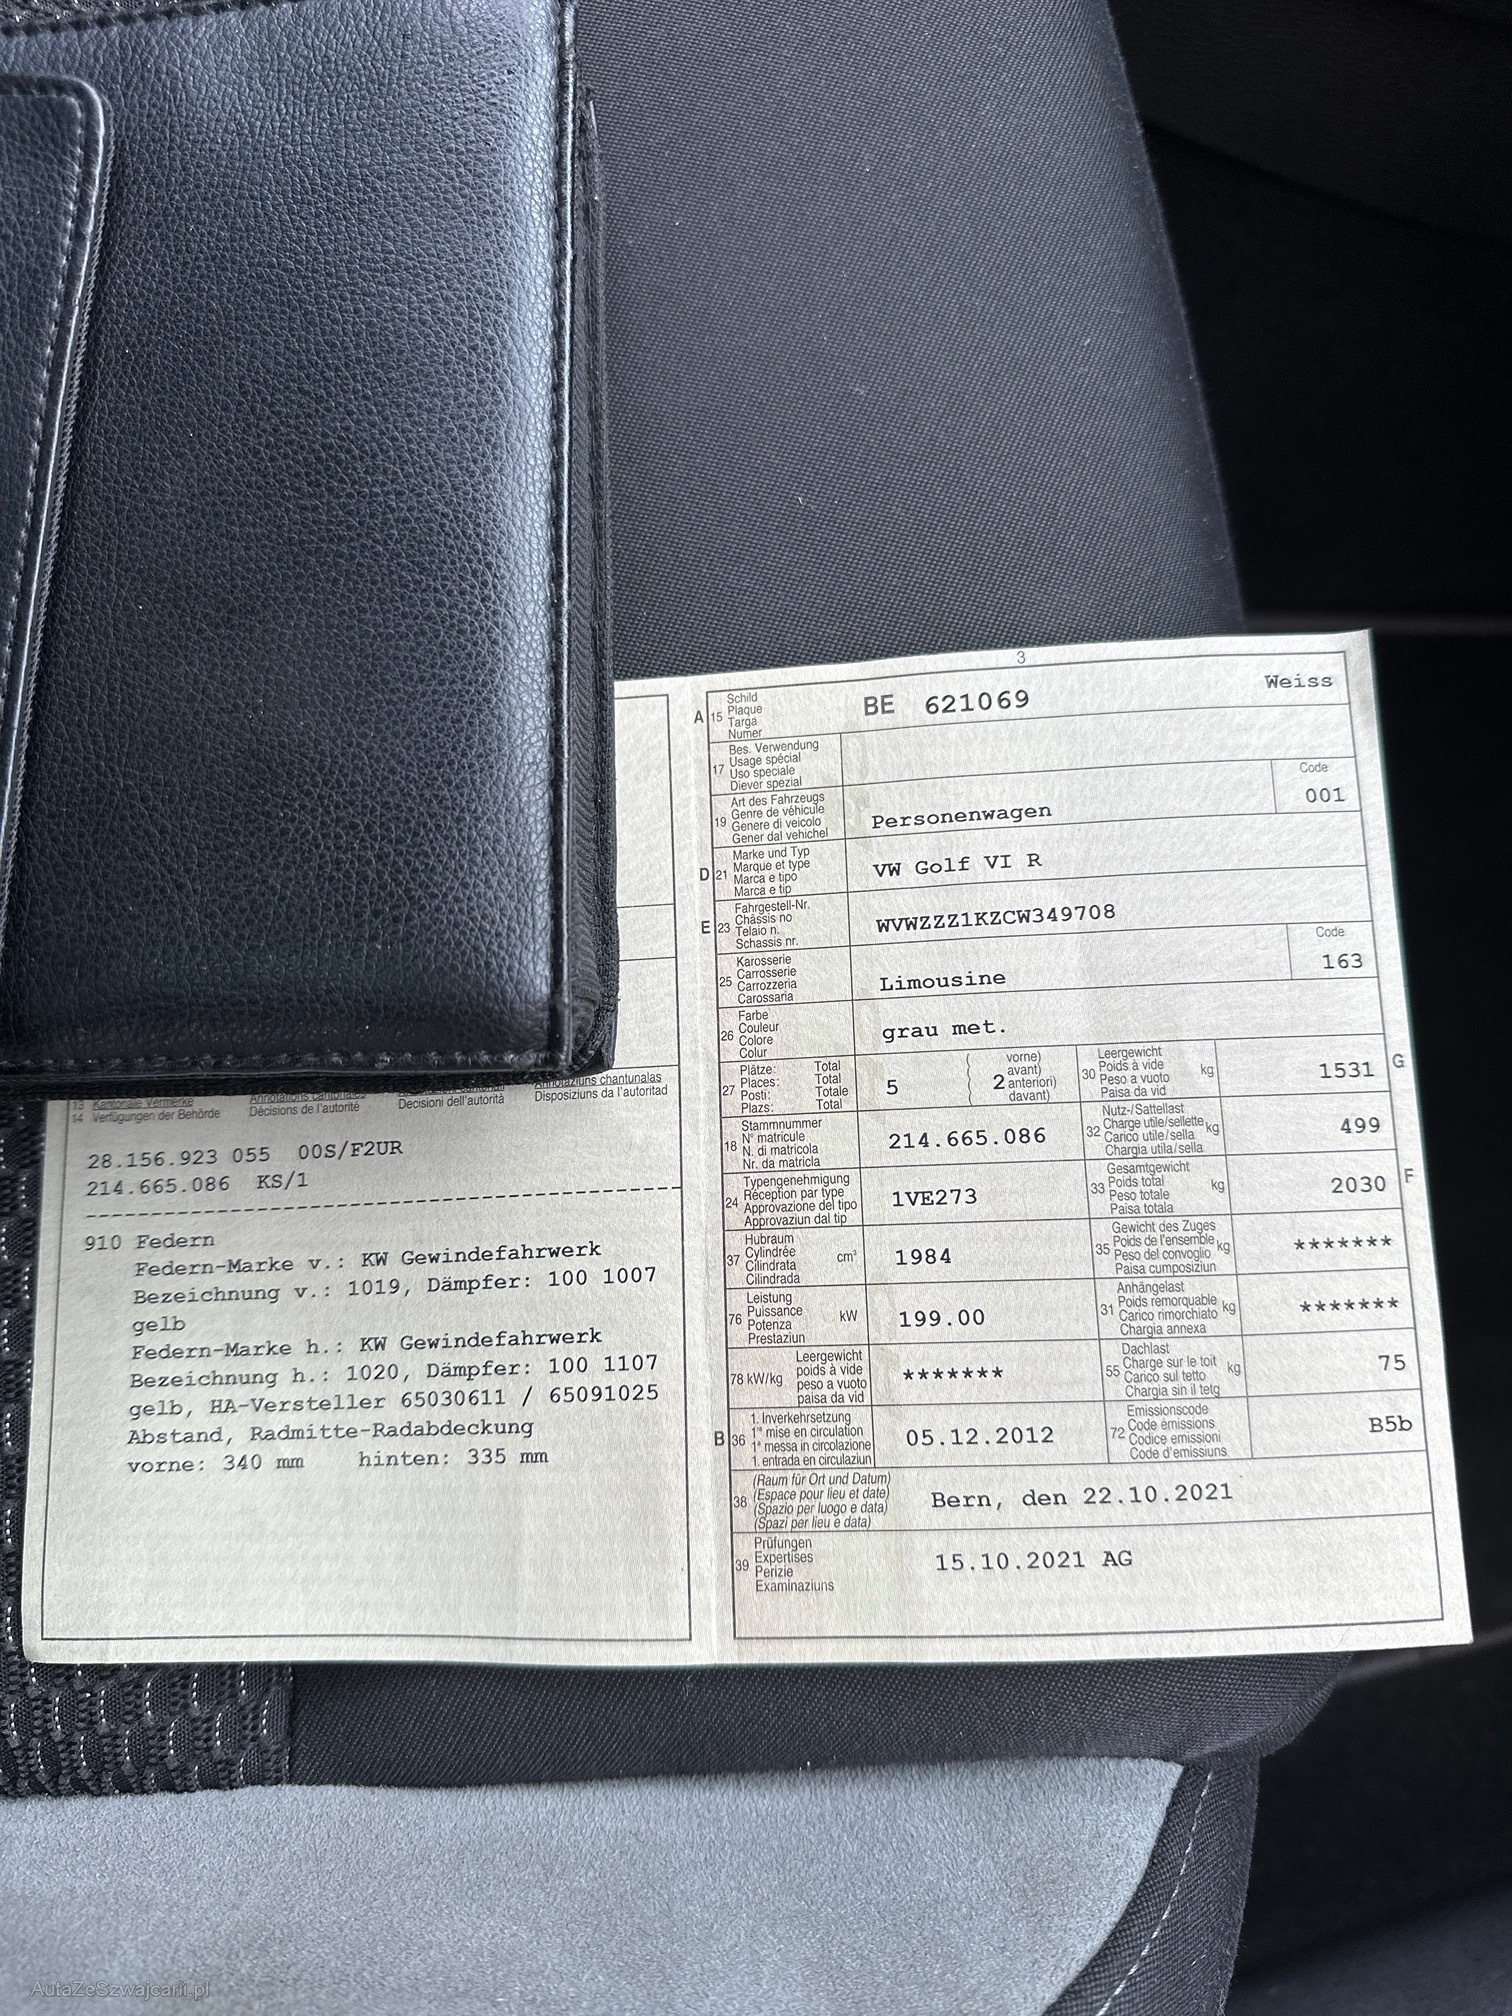 13 Kantonale Vermerke Annotations cantonales Annotaziuns chantunalas
14 Verfügungen der Behörde Décisions de l'autorité Decisioni dell'autorità Disposiziuns da l'autoritad
28.156.923 055 00S/F2UR
214.665.086 KS/1
910 Federn
Federn-Marke v.: KW Gewindefahrwerk
Bezeichnung v.: 1019, Dämpfer: 100 1007
gelb
Federn-Marke h.: KW Gewindefahrwerk
Bezeichnung h.: 1020, Dämpfer: 100 1107
gelb, HA-Versteller 65030611 / 65091025
Abstand, Radmitte-Radabdeckung
vorne: 340 mm hinten: 335 mm
3
A 15 Schild
Plaque
Targa
Numer
BE 621069 Weiss
17 Bes. Verwendung
Usage spécial
Uso speciale
Diever spezial
19 Art des Fahrzeugs
Genre de véhicule
Genere di veicolo
Gener dal vehichel
Personenwagen
Code
001
D 21 Marke und Typ
Marque et type
Marca e tipo
Marca e tip
VW Golf VI R
E 23 Fahrgestell-Nr.
Châssis no
Telaio n.
Schassis nr.
WVWZZZ1KZCW349708
25 Karosserie
Carrosserie
Carrozzeria
Carossaria
Limousine
Code
163
26 Farbe
Couleur
Colore
Colur
grau met.
27 Plätze: Total
Places: Total
Posti: Totale
Plazs: Total
5
( vorne)
avant)
2 anteriori)
( davant)
30 Leergewicht
Poids à vide
Peso a vuoto
Paisa da vid
kg
1531 G
18 Stammnummer
N° matricule
N. di matricola
Nr. da matricla
214.665.086
32 Nutz-/Sattellast
Charge utile/sellette
Carico utile/sella
Chargia utila/sella
kg
499
24 Typengenehmigung
Réception par type
Approvazione del tipo
Approvaziun dal tip
1VE273
33 Gesamtgewicht
Poids total
Peso totale
Paisa totala
kg
2030 F
37 Hubraum
Cylindrée
Cilindrata
Cilindrada
cm³
1984
35 Gewicht des Zuges
Poids de l'ensemble
Peso del convoglio
Paisa cumposiziun
kg
*******
76 Leistung
Puissance
Potenza
Prestaziun
kW
199.00
31 Anhängelast
Poids remorquable
Carico rimorchiato
Chargia annexa
kg
*******
78 kW/kg Leergewicht
poids à vide
peso a vuoto
paisa da vid
*******
55 Dachlast
Charge sur le toit
Carico sul tetto
Chargia sin il tetg
kg
75
B 36 1. Inverkehrsetzung
1re mise en circulation
1a messa in circolazione
1. entrada en circulaziun
05.12.2012
72 Emissionscode
Code émissions
Codice emissioni
Code d'emissiuns
B5b
38 (Raum für Ort und Datum)
(Espace pour lieu et date)
(Spazio per luogo e data)
(Spazi per lieu e data)
Bern, den 22.10.2021
39 Prüfungen
Expertises
Perizie
Examinaziuns
15.10.2021 AG
AutaZeSzwajcarii.pl